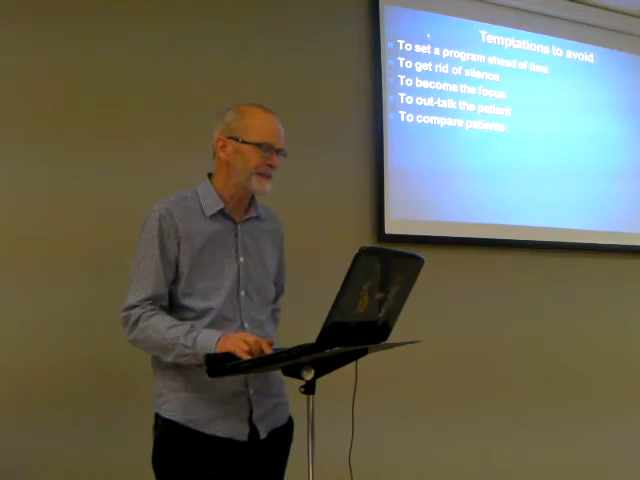 Temptations to avoid
To set a program ahead of time
To get rid of silence
To become the focus
To out-talk the patient
To compare patients